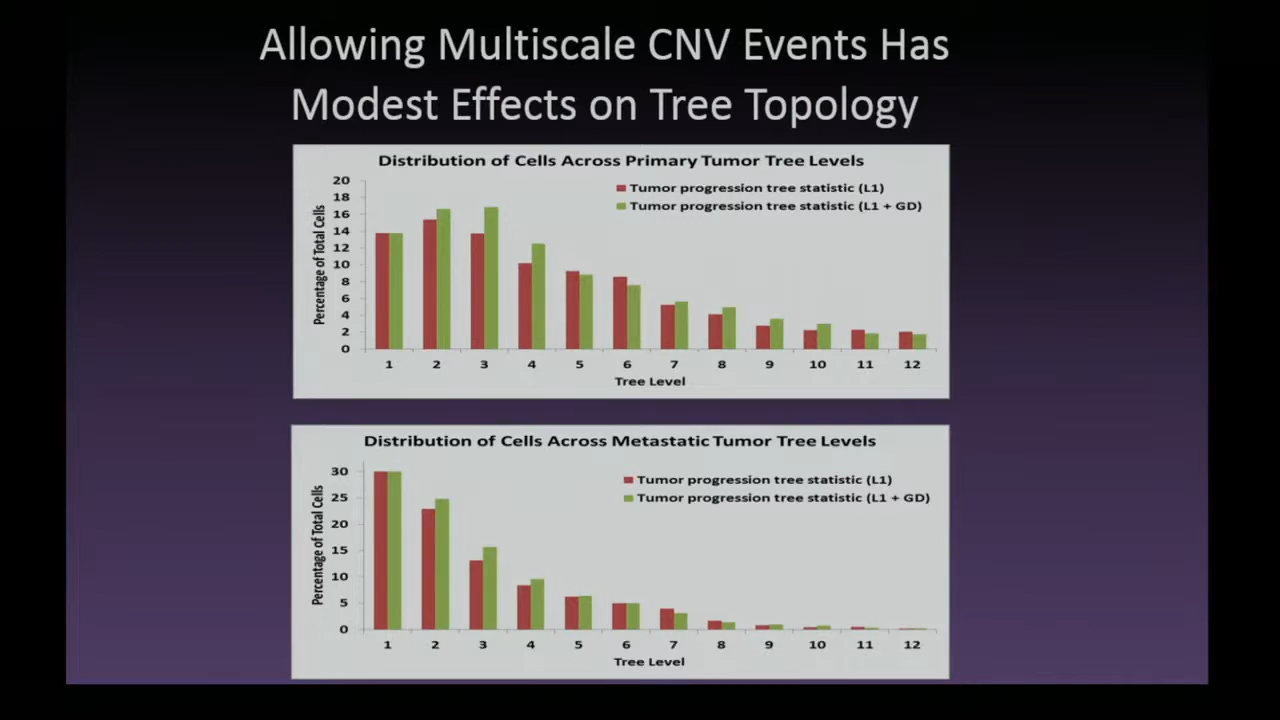 Allowing Multiscale CNV Events Has
Modest Effects on Tree Topology
Distribution of Cells Across Primary Tumor Tree Levels
Tumor progression tree statistic (L1)
Tumor progression tree statistic (L1 + GD)
Percentage of Total Cells
20
18
16
14
12
10
8
6
4
2
0
1 2 3 4 5 6 7 8 9 10 11 12
Tree Level
Distribution of Cells Across Metastatic Tumor Tree Levels
Tumor progression tree statistic (L1)
Tumor progression tree statistic (L1 + GD)
Percentage of Total Cells
30
25
20
15
10
5
0
1 2 3 4 5 6 7 8 9 10 11 12
Tree Level